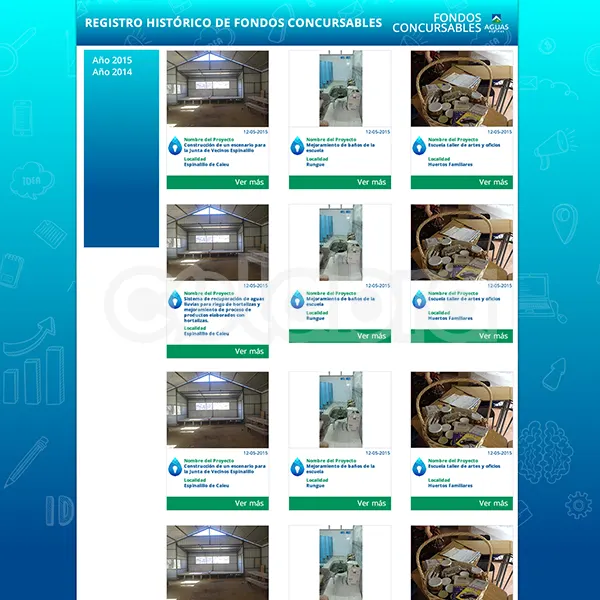 REGISTRO HISTÓRICO DE FONDOS CONCURSABLES
FONDOS
CONCURSABLES
AGUAS
Año 2015
Año 2014
12-05-2015
Nombre del Proyecto
Construcción de un escenario para
la Junta de Vecinos Espinalillo
Localidad
Espinalillo de Caleu
Ver más
12-05-2015
Nombre del Proyecto
Mejoramiento de baños de la
escuela
Localidad
Rungue
Ver más
12-05-2015
Nombre del Proyecto
Escuela taller de artes y oficios
Localidad
Huertos Familiares
Ver más
12-05-2015
Nombre del Proyecto
Sistema de recuperación de aguas
lluvias para riego de hortalizas y
mejoramiento de proceso de
productos elaborados con
hortalizas.
Localidad
Espinalillo de Caleu
Ver más
12-05-2015
Nombre del Proyecto
Mejoramiento de baños de la
escuela
Localidad
Rungue
Ver más
12-05-2015
Nombre del Proyecto
Escuela taller de artes y oficios
Localidad
Huertos Familiares
Ver más
12-05-2015
Nombre del Proyecto
Construcción de un escenario para
la Junta de Vecinos Espinalillo
Localidad
Espinalillo de Caleu
Ver más
12-05-2015
Nombre del Proyecto
Mejoramiento de baños de la
escuela
Localidad
Rungue
Ver más
12-05-2015
Nombre del Proyecto
Escuela taller de artes y oficios
Localidad
Huertos Familiares
Ver más
IDEA